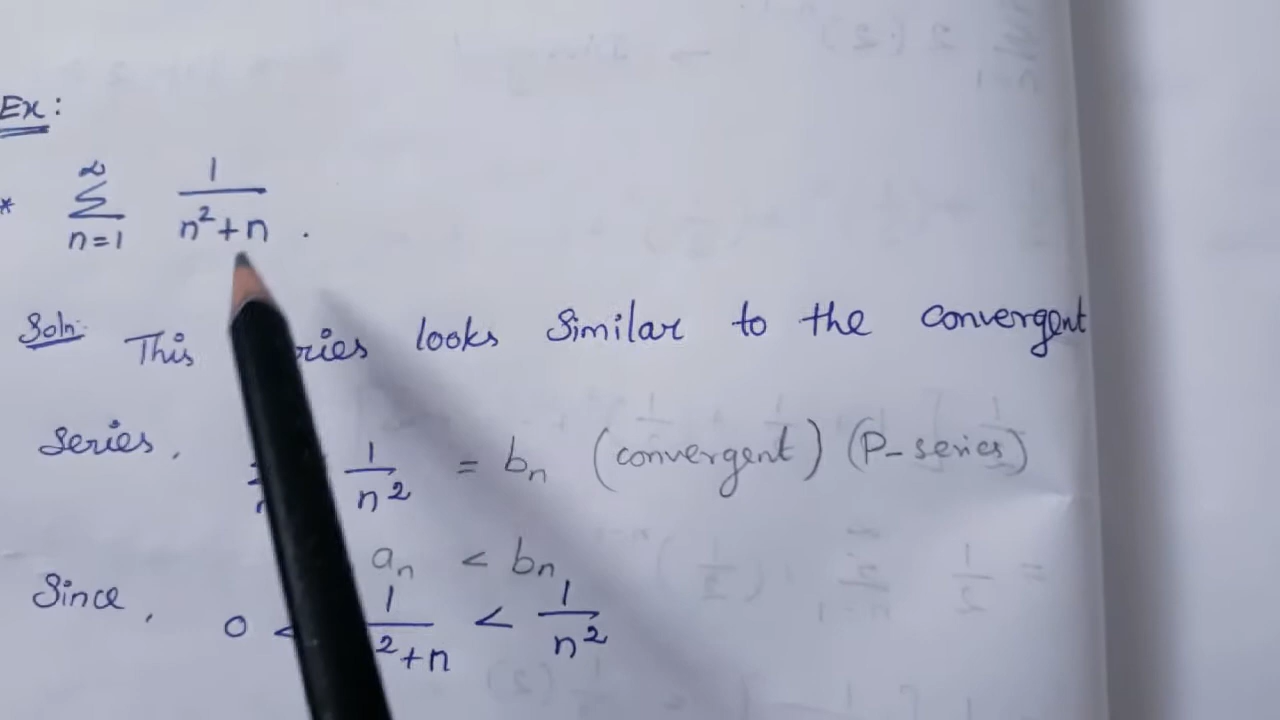 Ex:
* ∞ Σ n=1 1/(n²+n) .
Soln: This looks Similar to the convergent
Series, 1/n² = bn (convergent) (P-series)
an < bn
Since, 0 < 1/ ²+n < 1/n²